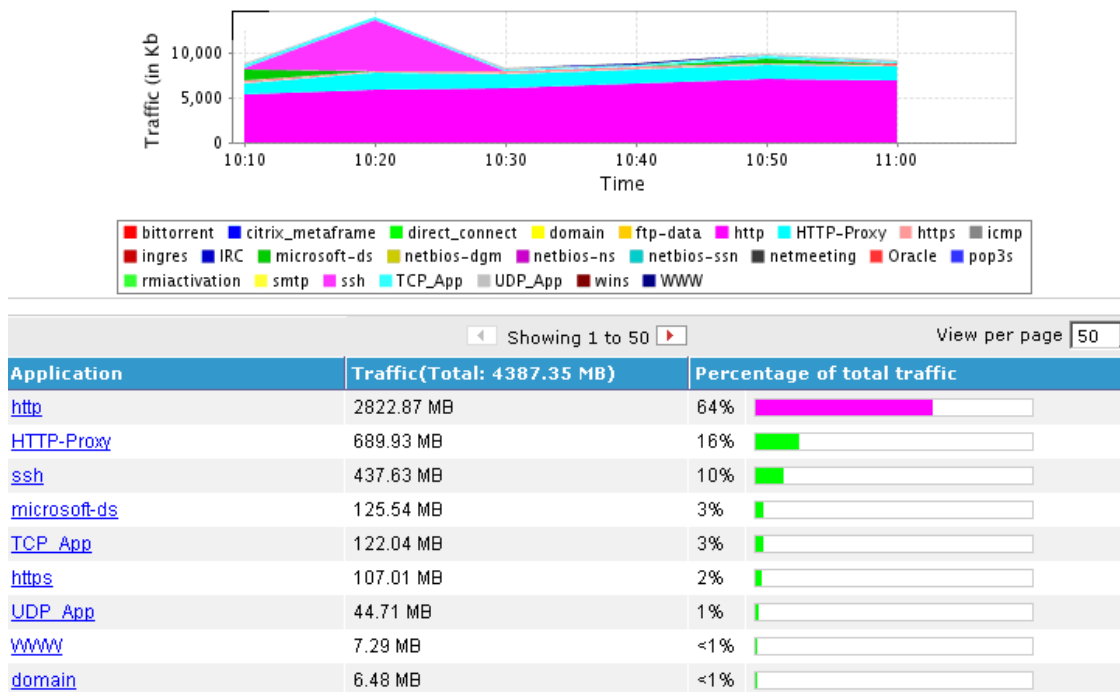 Traffic (in Kb
10,000
5,000
0
10:10 10:20 10:30 10:40 10:50 11:00
Time
bittorrent citrix_metaframe direct_connect domain ftp-data http HTTP-Proxy https icmp
ingres IRC microsoft-ds netbios-dgm netbios-ns netbios-ssn netmeeting Oracle pop3s
rmiactivation smtp ssh TCP_App UDP_App wins WWW
Showing 1 to 50 View per page 50
Application Traffic(Total: 4387.35 MB) Percentage of total traffic
http 2822.87 MB 64%
HTTP-Proxy 689.93 MB 16%
ssh 437.63 MB 10%
microsoft-ds 125.54 MB 3%
TCP_App 122.04 MB 3%
https 107.01 MB 2%
UDP_App 44.71 MB 1%
WWW 7.29 MB <1%
domain 6.48 MB <1%